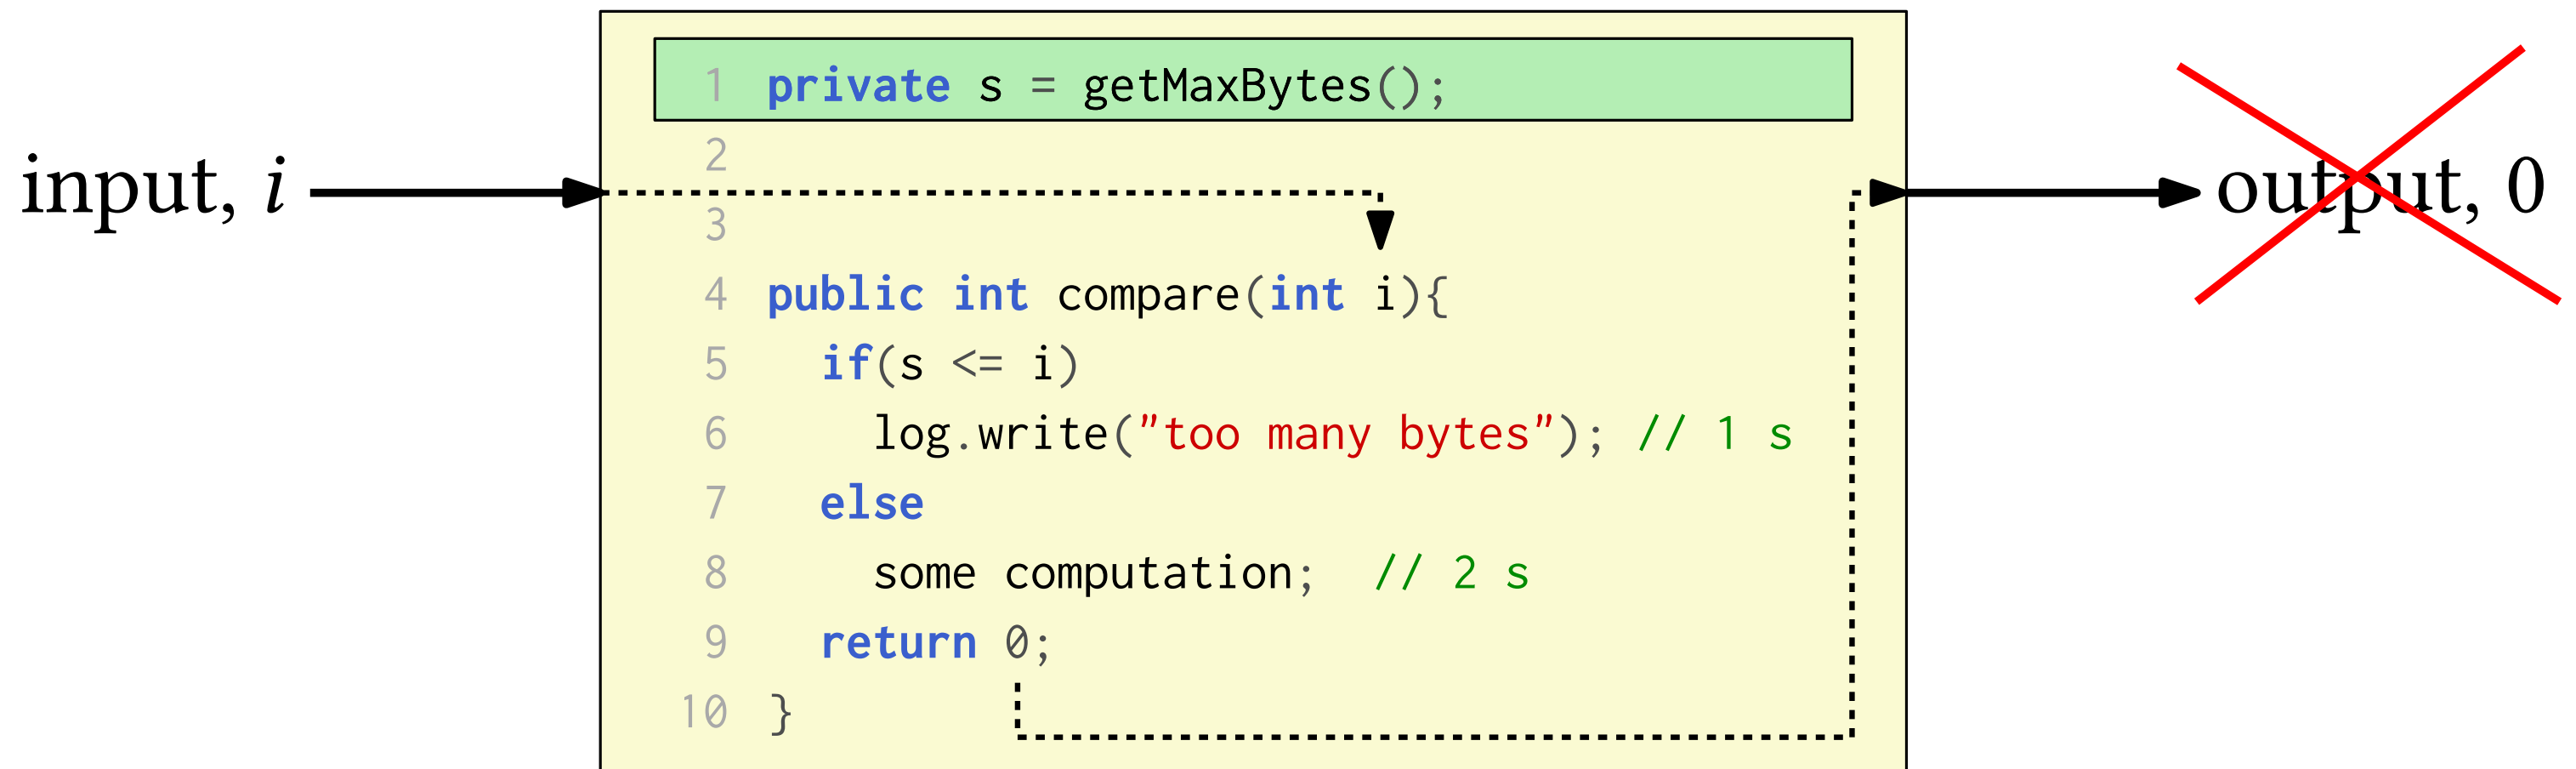 input, i
1 private s = getMaxBytes();
2
3
4 public int compare(int i){
5   if(s <= i)
6     log.write("too many bytes"); // 1 s
7   else
8     some computation;  // 2 s
9   return 0;
10 }
output, 0